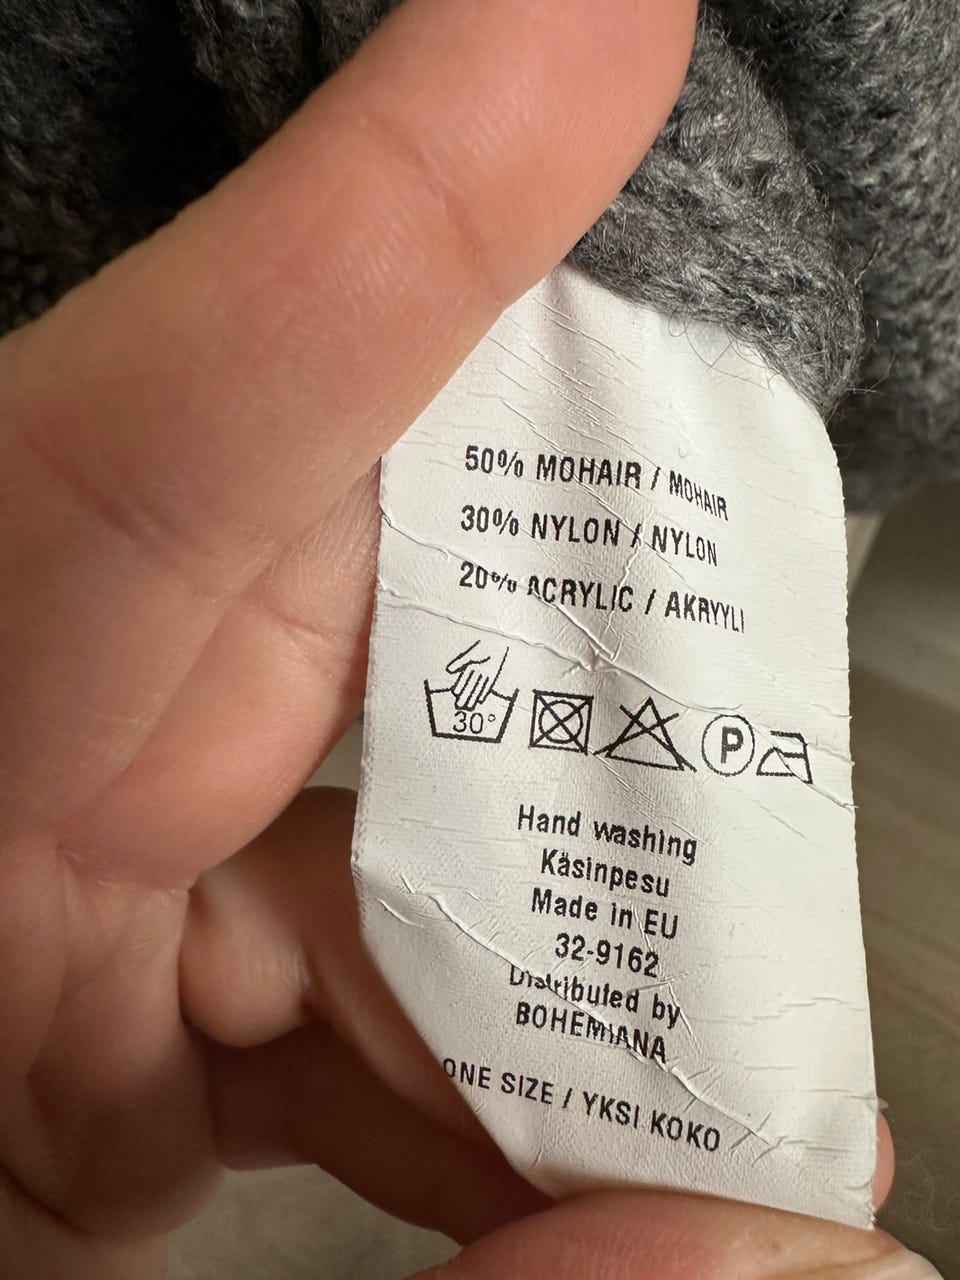 50% MOHAIR / MOHAIR
30% NYLON / NYLON
20% ACRYLIC / AKRYYLI
30°
P
Hand washing
Käsinpesu
Made in EU
32-9162
Distributed by
BOHEMIANA
ONE SIZE / YKSI KOKO